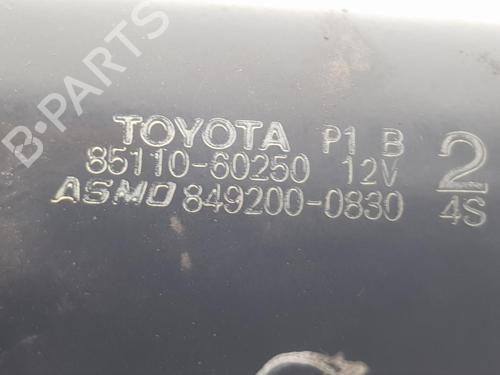 TOYOTA P1 B 2
85110-60250 12V
ASMO 849200-0830 4S
B-PARTS